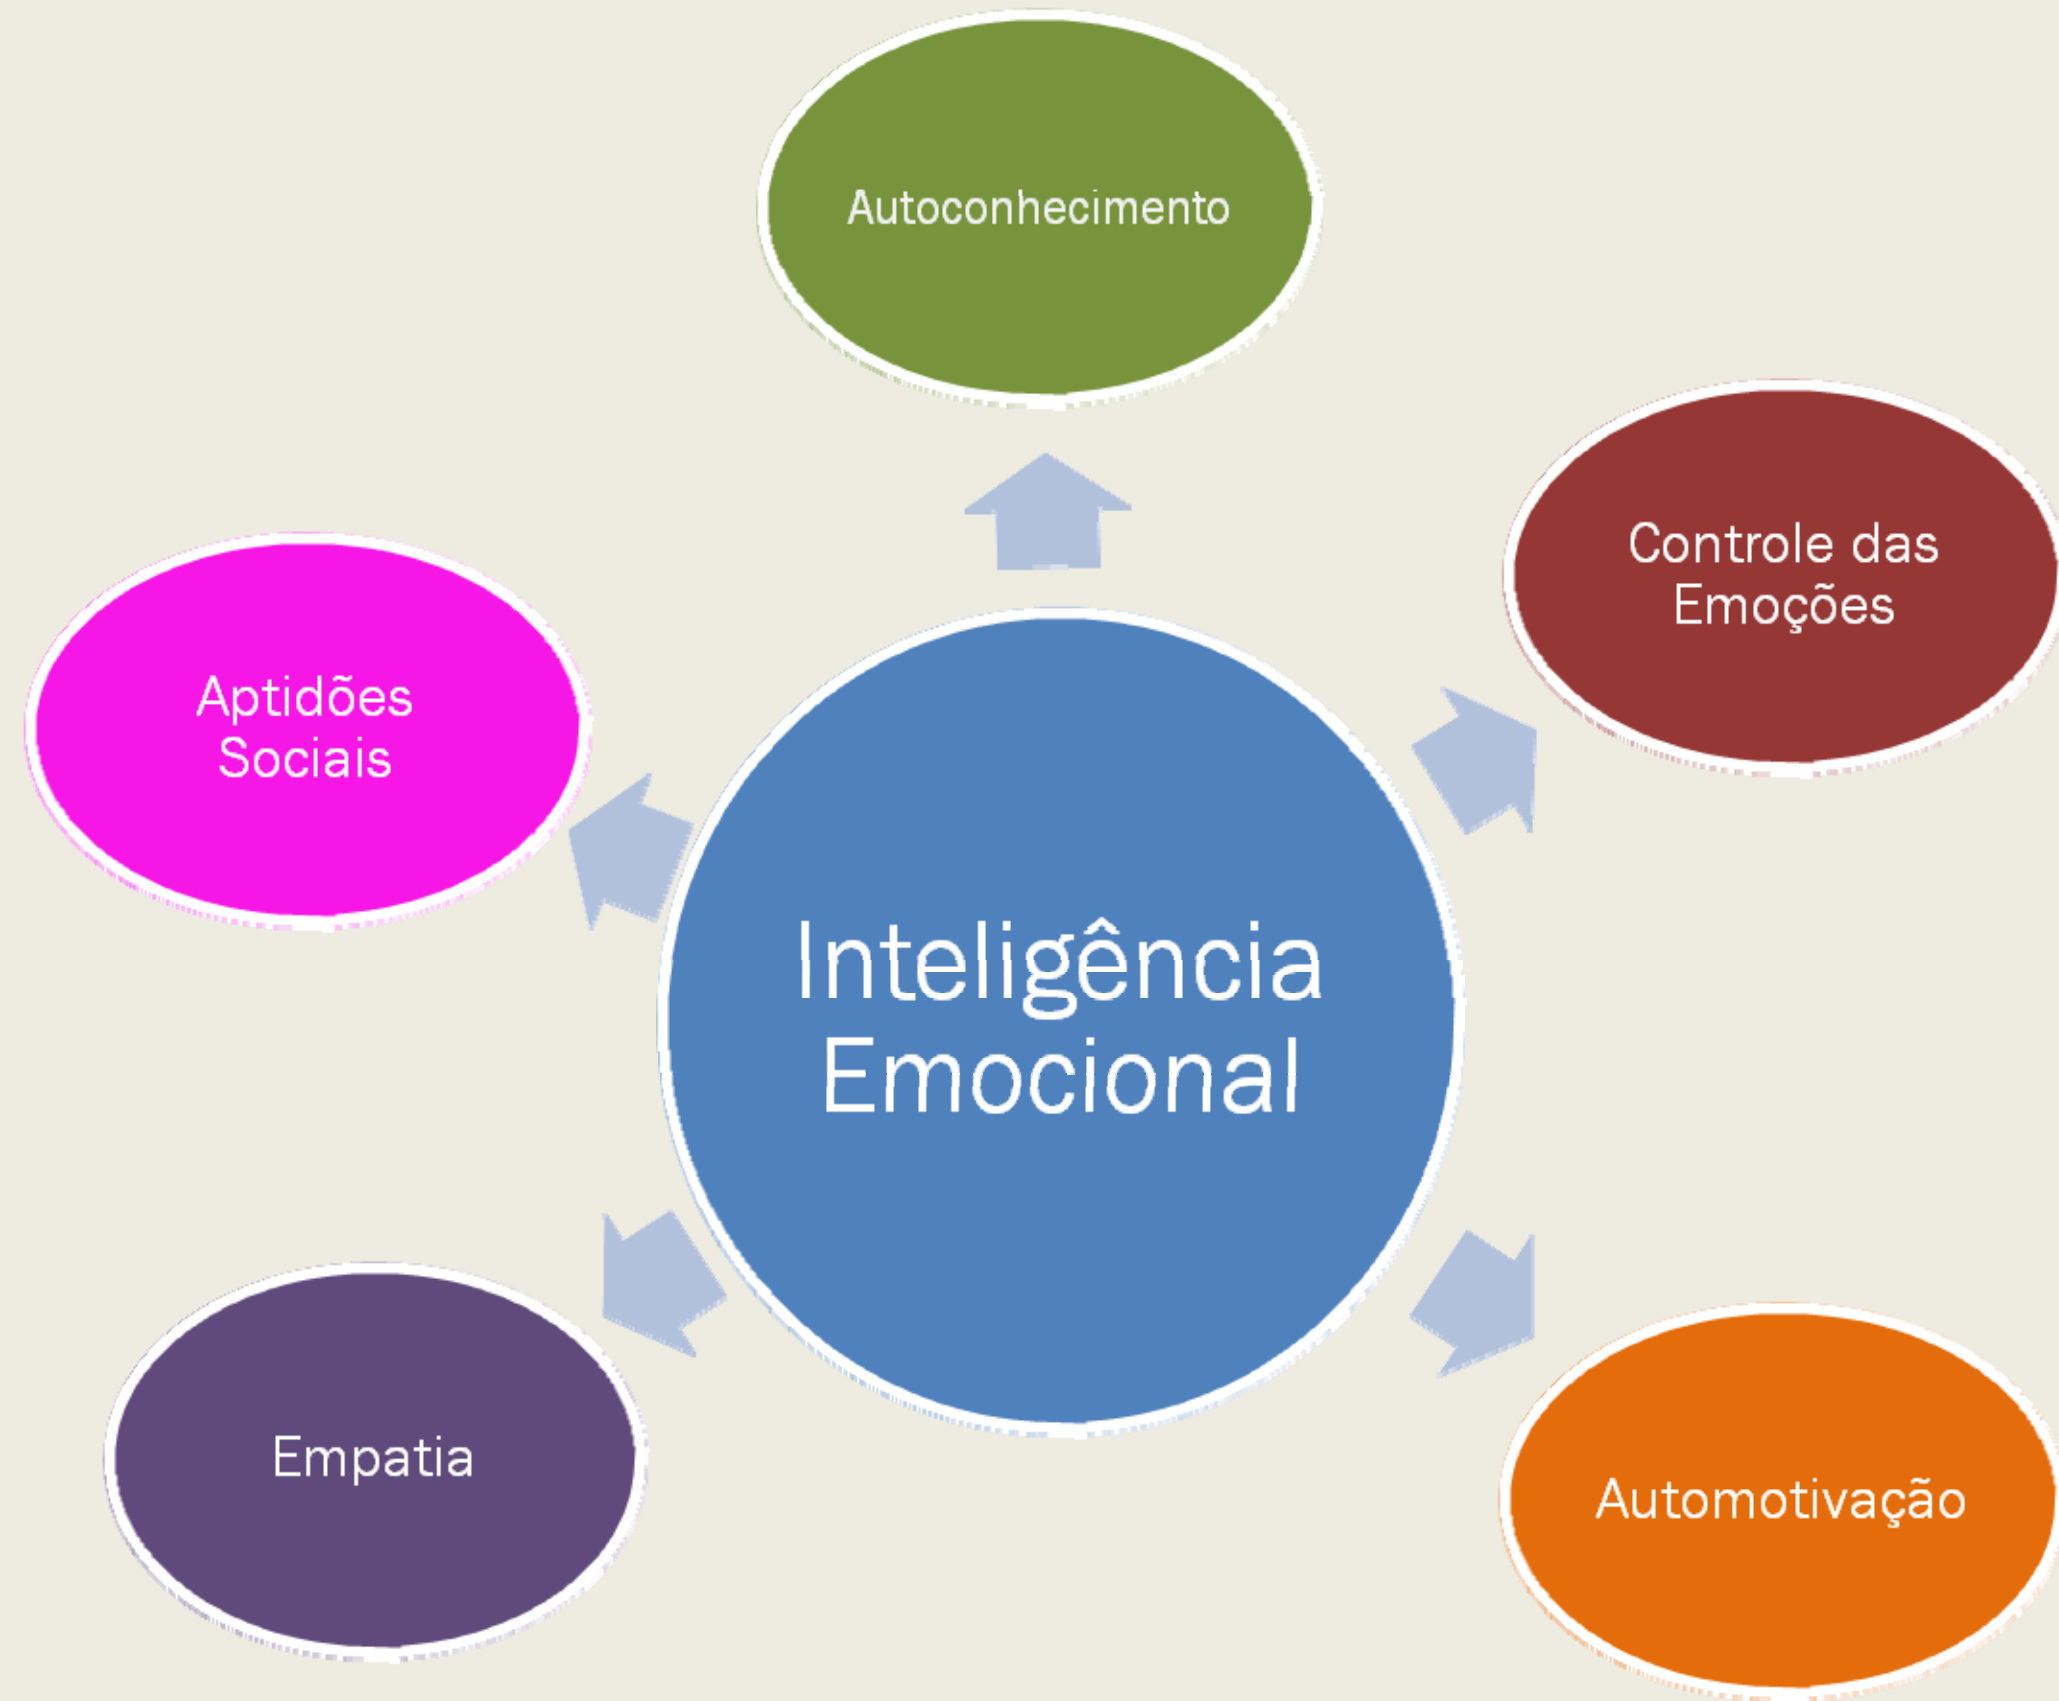 Autoconhecimento
Controle das
Emoções
Aptidões
Sociais
Inteligência
Emocional
Empatia
Automotivação